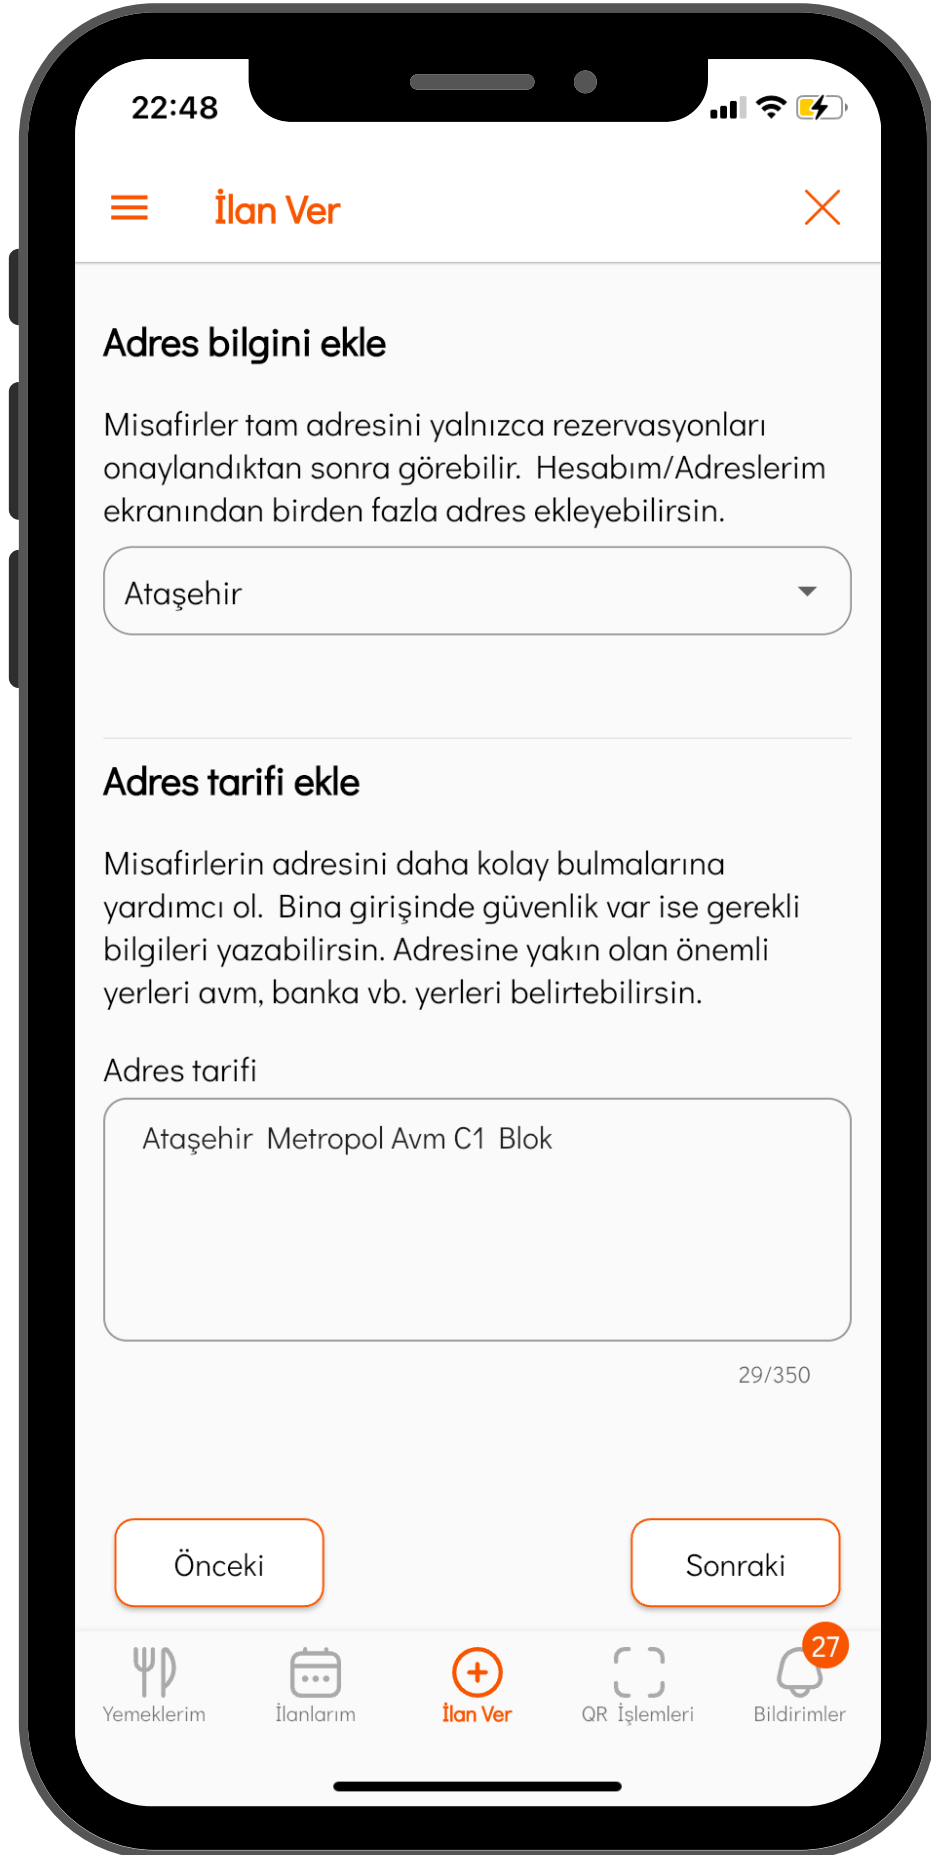 22:48
İlan Ver
Adres bilgini ekle
Misafirler tam adresini yalnızca rezervasyonları
onaylandıktan sonra görebilir. Hesabım/Adreslerim
ekranından birden fazla adres ekleyebilirsin.
Ataşehir
Adres tarifi ekle
Misafirlerin adresini daha kolay bulmalarına
yardımcı ol. Bina girişinde güvenlik var ise gerekli
bilgileri yazabilirsin. Adresine yakın olan önemli
yerleri avm, banka vb. yerleri belirtebilirsin.
Adres tarifi
Ataşehir Metropol Avm C1 Blok
29/350
Önceki
Sonraki
27
Yemeklerim
İlanlarım
İlan Ver
QR İşlemleri
Bildirimler